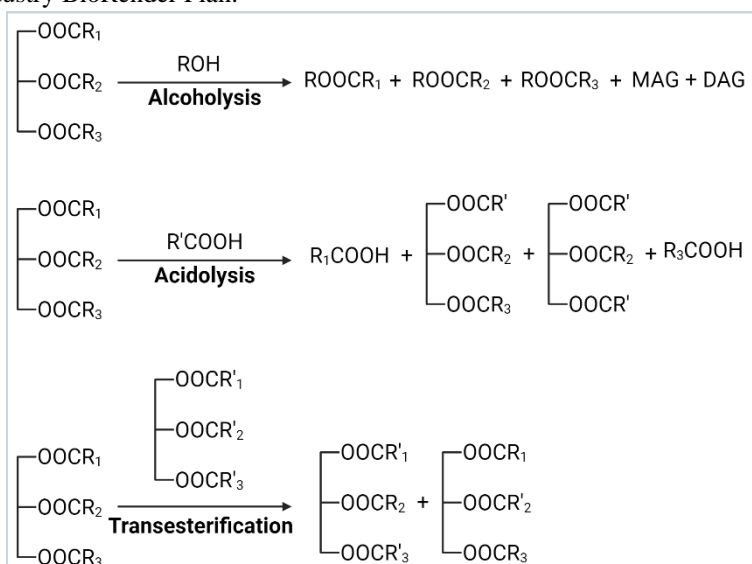 ustry BioRender Plan.
OOCR₁
OOCR₂
OOCR₃
ROH
Alcoholysis
ROOCR₁ + ROOCR₂ + ROOCR₃ + MAG + DAG
OOCR₁
OOCR₂
OOCR₃
R'COOH
Acidolysis
R₁COOH +
OOCR'
OOCR₂ +
OOCR₃
OOCR'
OOCR₂ + R₃COOH
OOCR'
OOCR₁
OOCR₂
OOCR₃
OOCR'₁
OOCR'₂
OOCR'₃
Transesterification
OOCR'₁
OOCR₂ +
OOCR'₃
OOCR₁
OOCR'₂
OOCR₃